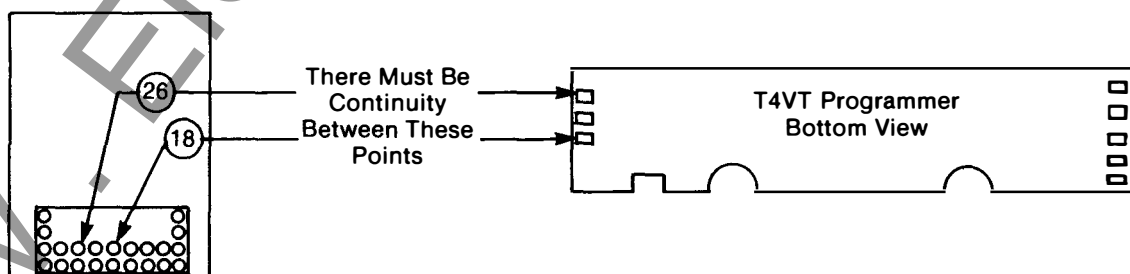 26
18
There Must Be
Continuity
Between These
Points
T4VT Programmer
Bottom View